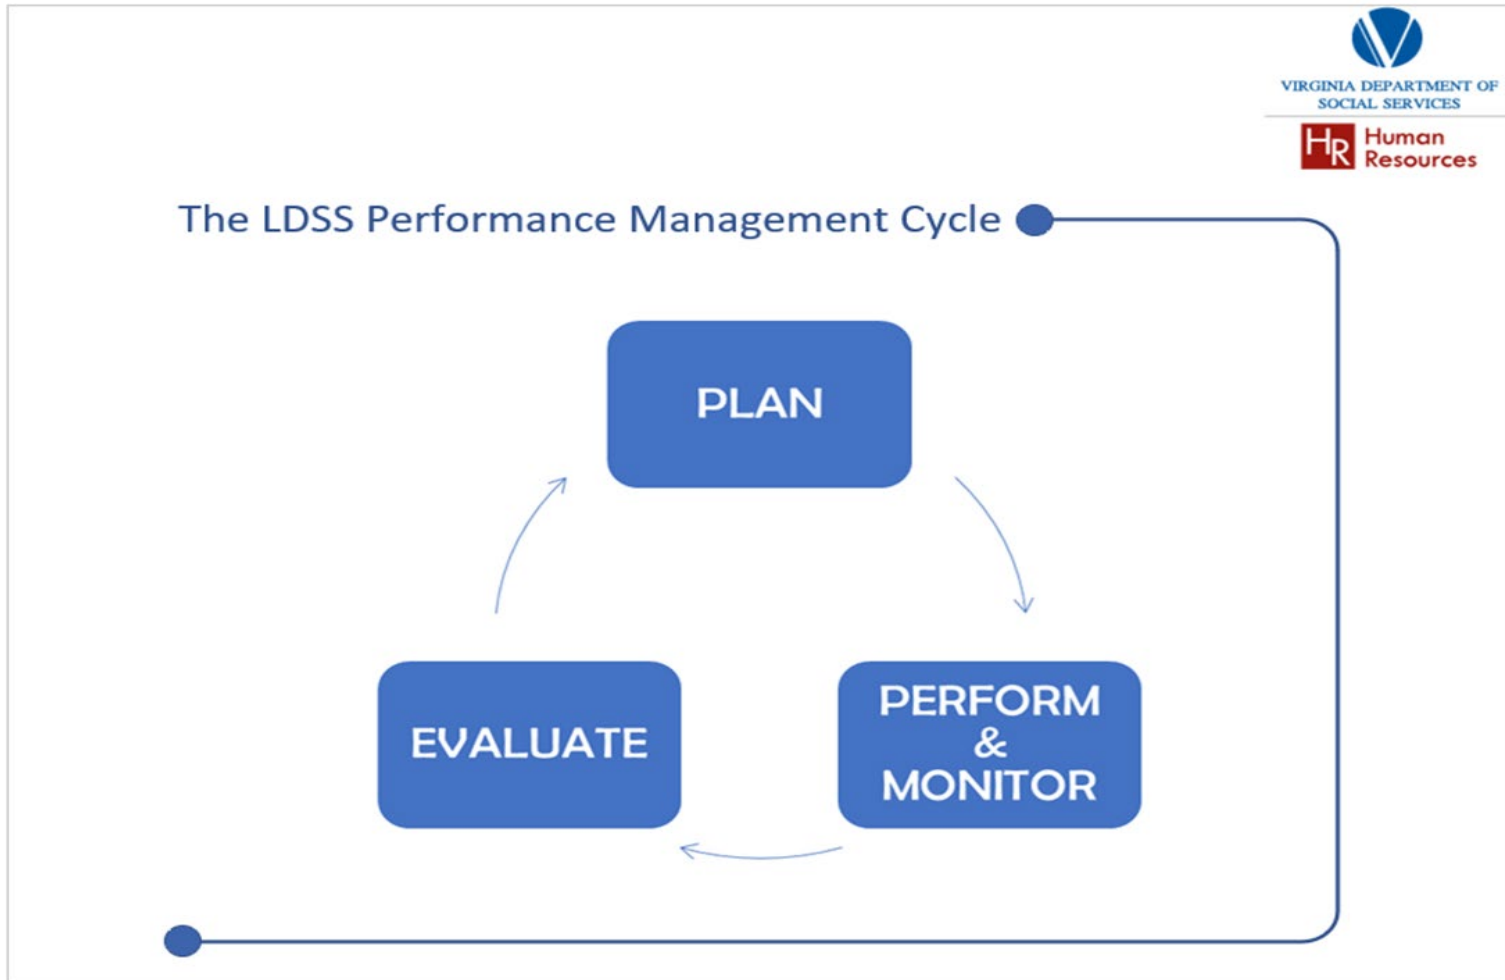 VIRGINIA DEPARTMENT OF
SOCIAL SERVICES
HR Human
Resources
The LDSS Performance Management Cycle
PLAN
EVALUATE
PERFORM
&
MONITOR